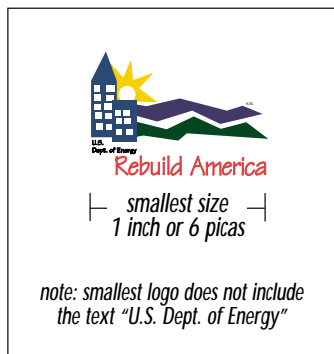 U.S.
Dept. of Energy
Rebuild America
smallest size
1 inch or 6 picas
note: smallest logo does not include
the text “U.S. Dept. of Energy”